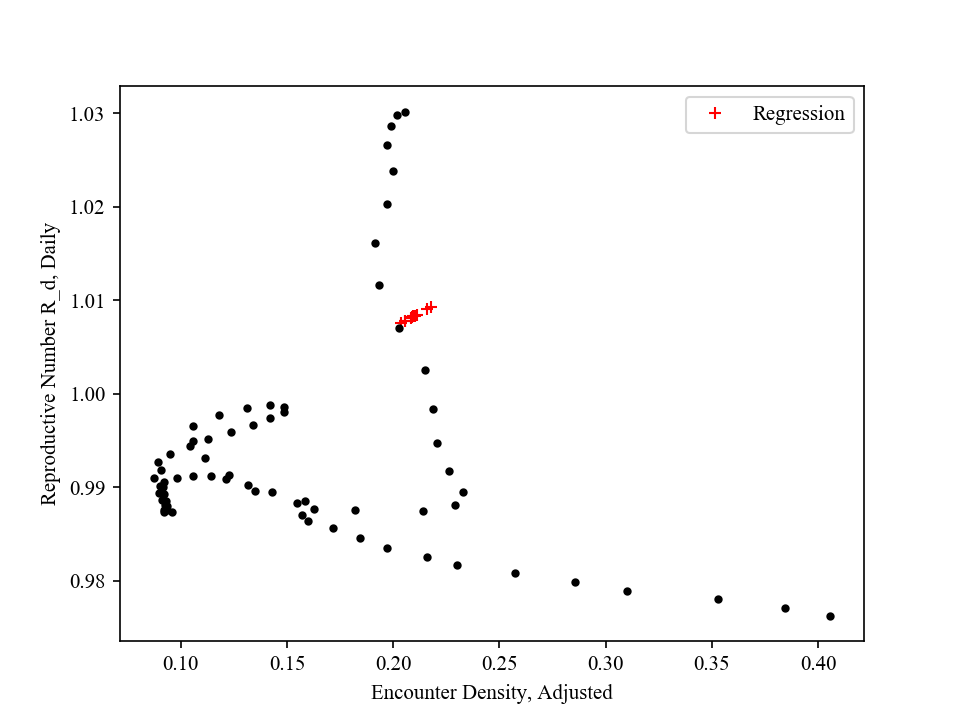 Regression
1.03
1.02
1.01
1.00
0.99
0.98
Reproductive Number R_d, Daily
0.10 0.15 0.20 0.25 0.30 0.35 0.40
Encounter Density, Adjusted